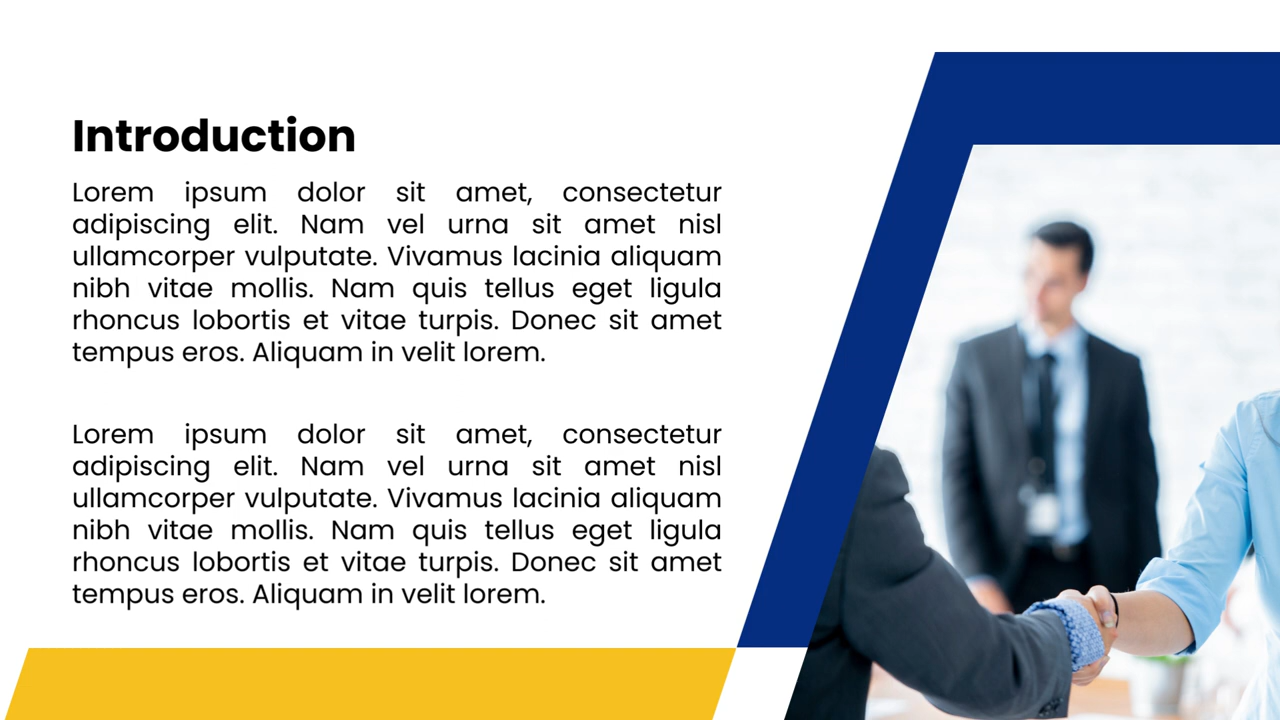 Introduction
Lorem ipsum dolor sit amet, consectetur
adipiscing elit. Nam vel urna sit amet nisl
ullamcorper vulputate. Vivamus lacinia aliquam
nibh vitae mollis. Nam quis tellus eget ligula
rhoncus lobortis et vitae turpis. Donec sit amet
tempus eros. Aliquam in velit lorem.
Lorem ipsum dolor sit amet, consectetur
adipiscing elit. Nam vel urna sit amet nisl
ullamcorper vulputate. Vivamus lacinia aliquam
nibh vitae mollis. Nam quis tellus eget ligula
rhoncus lobortis et vitae turpis. Donec sit amet
tempus eros. Aliquam in velit lorem.